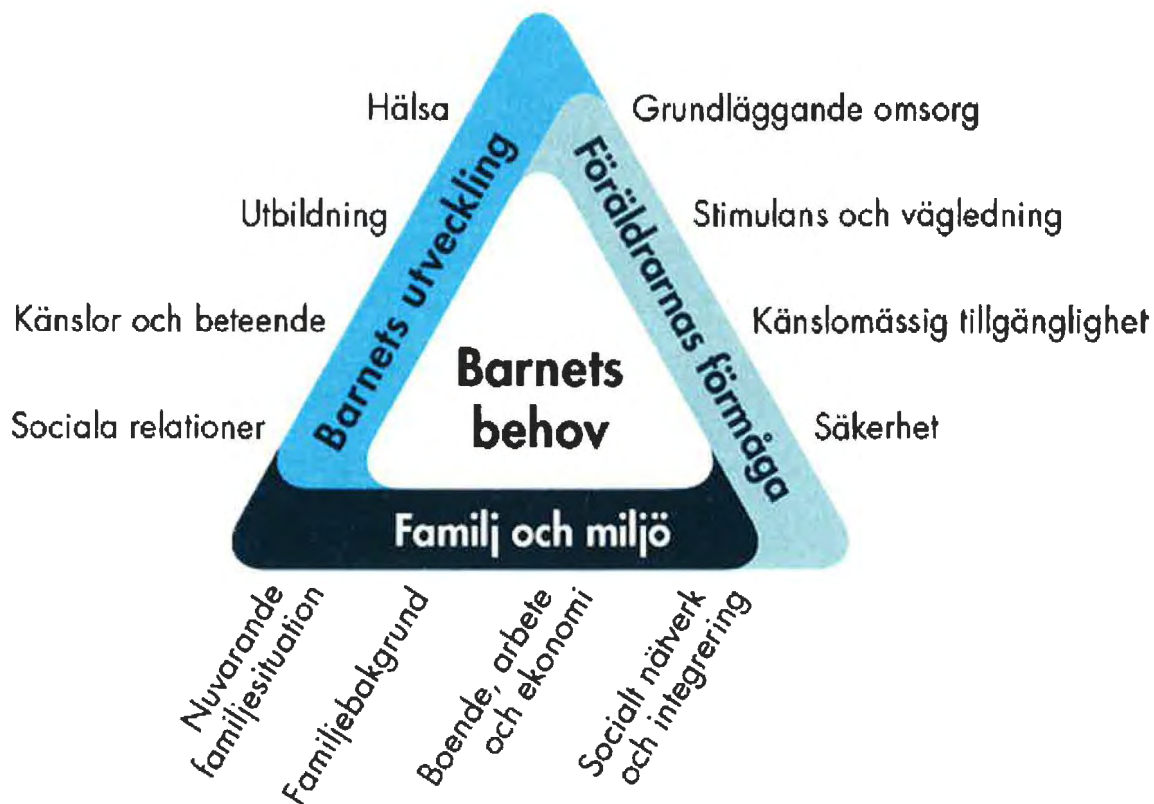 Hälsa
Utbildning
Känslor och beteende
Sociala relationer
Barnets utveckling
Grundläggande omsorg
Stimulans och vägledning
Känslomässig tillgänglighet
Säkerhet
Föräldrarnas förmåga
Barnets
behov
Familj och miljö
Nuvarande
familjesituation
Familjebakgrund
Boende, arbete
och ekonomi
Socialt nätverk
och integrering